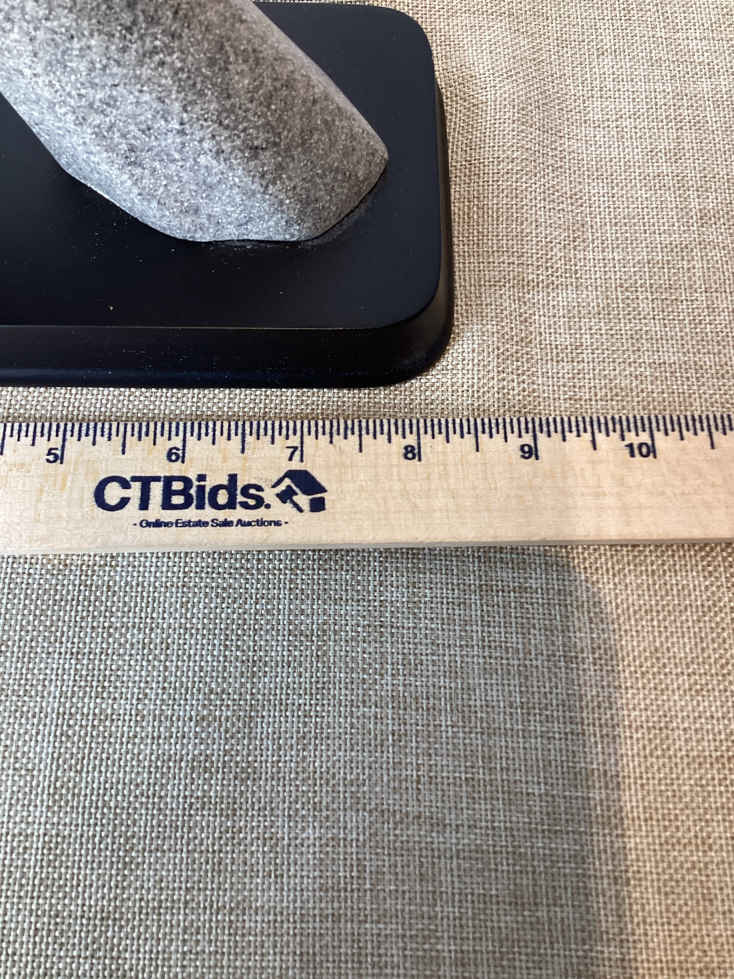 5 6 7 8 9 10
CTBids.
- Online Estate Sale Auctions -